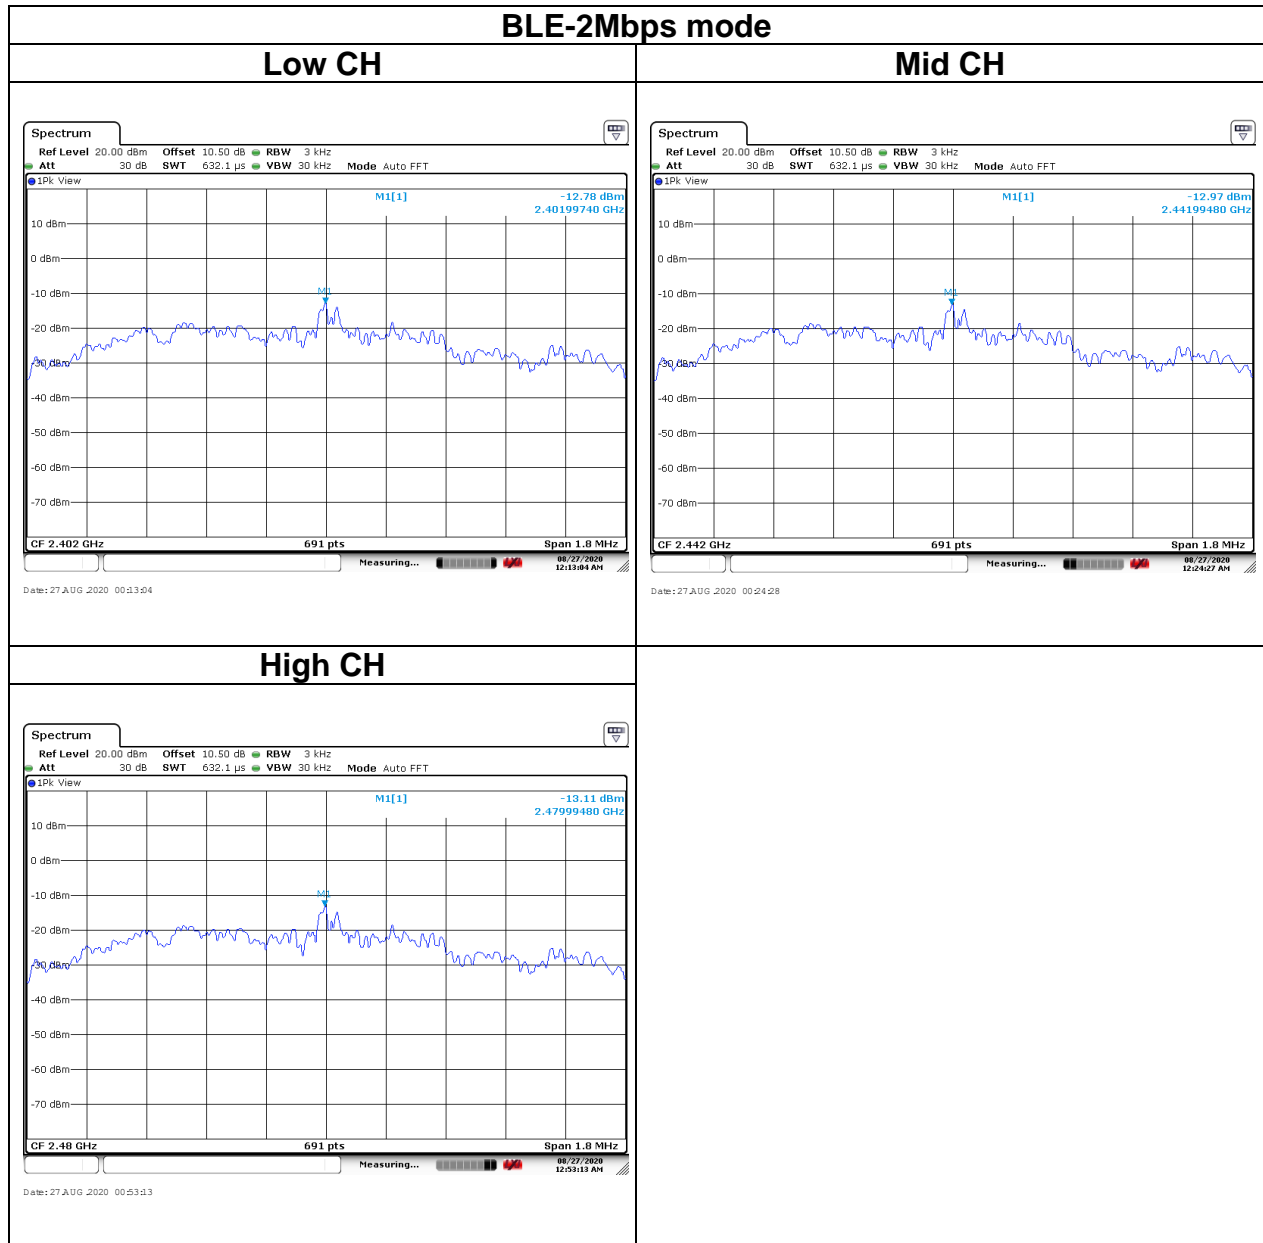 BLE-2Mbps mode
Low CH
Mid CH
Spectrum
Ref Level 20.00 dBm Offset 10.50 dB RBW 3 kHz
Att 30 dB SWT 632.1 µs VBW 30 kHz Mode Auto FFT
1Pk View
M1[1] -12.78 dBm
2.40199740 GHz
10 dBm
0 dBm
-10 dBm
M1
-20 dBm
-30 dBm
-40 dBm
-50 dBm
-60 dBm
-70 dBm
CF 2.402 GHz 691 pts Span 1.8 MHz
Measuring... 08/27/2020
12:13:04 AM
Date: 27.AUG.2020 00:13:04
Spectrum
Ref Level 20.00 dBm Offset 10.50 dB RBW 3 kHz
Att 30 dB SWT 632.1 µs VBW 30 kHz Mode Auto FFT
1Pk View
M1[1] -12.97 dBm
2.44199480 GHz
10 dBm
0 dBm
-10 dBm
M1
-20 dBm
-30 dBm
-40 dBm
-50 dBm
-60 dBm
-70 dBm
CF 2.442 GHz 691 pts Span 1.8 MHz
Measuring... 08/27/2020
12:24:27 AM
Date: 27.AUG.2020 00:24:28
High CH
Spectrum
Ref Level 20.00 dBm Offset 10.50 dB RBW 3 kHz
Att 30 dB SWT 632.1 µs VBW 30 kHz Mode Auto FFT
1Pk View
M1[1] -13.11 dBm
2.47999480 GHz
10 dBm
0 dBm
-10 dBm
M1
-20 dBm
-30 dBm
-40 dBm
-50 dBm
-60 dBm
-70 dBm
CF 2.48 GHz 691 pts Span 1.8 MHz
Measuring... 08/27/2020
12:53:13 AM
Date: 27.AUG.2020 00:53:13